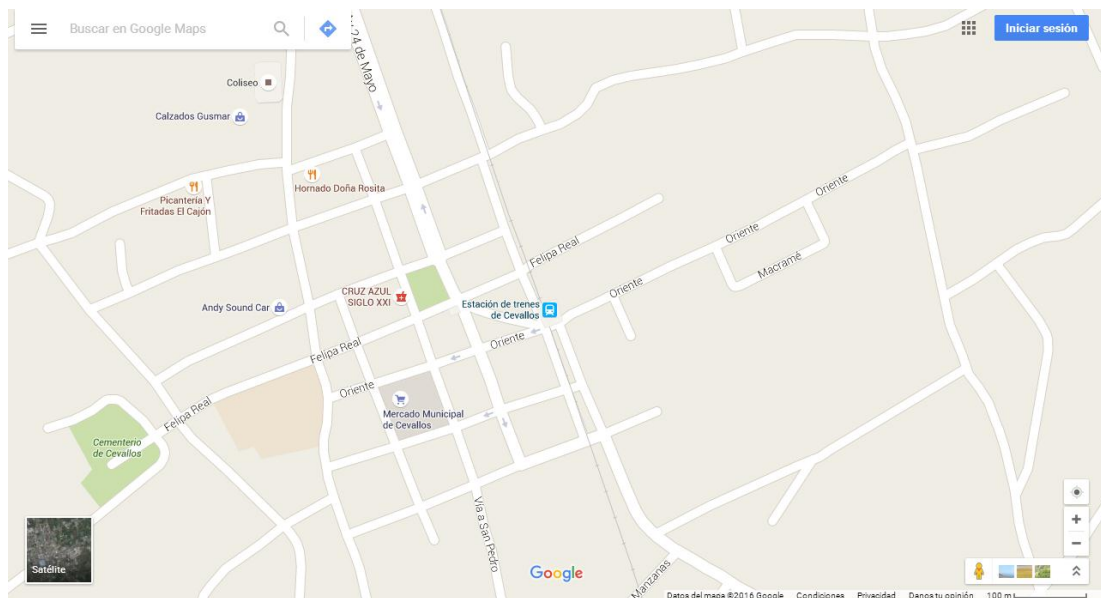 Buscar en Google Maps
Iniciar sesión
24 de Mayo
Coliseo
Calzados Gusmar
Hornado Doña Rosita
Picantería Y
Fritadas El Cajón
Oriente
Oriente
Macramé
Felipa Real
Oriente
CRUZ AZUL
SIGLO XXI
Andy Sound Car
Estación de trenes
de Cevallos
Felipa Real
Oriente
Oriente
Mercado Municipal
de Cevallos
Felipa Real
Cementerio
de Cevallos
Vía a San Pedro
Manzanas
Satélite
Google
Datos del mapa ©2016 Google Condiciones Privacidad Danos tu opinión 100 m